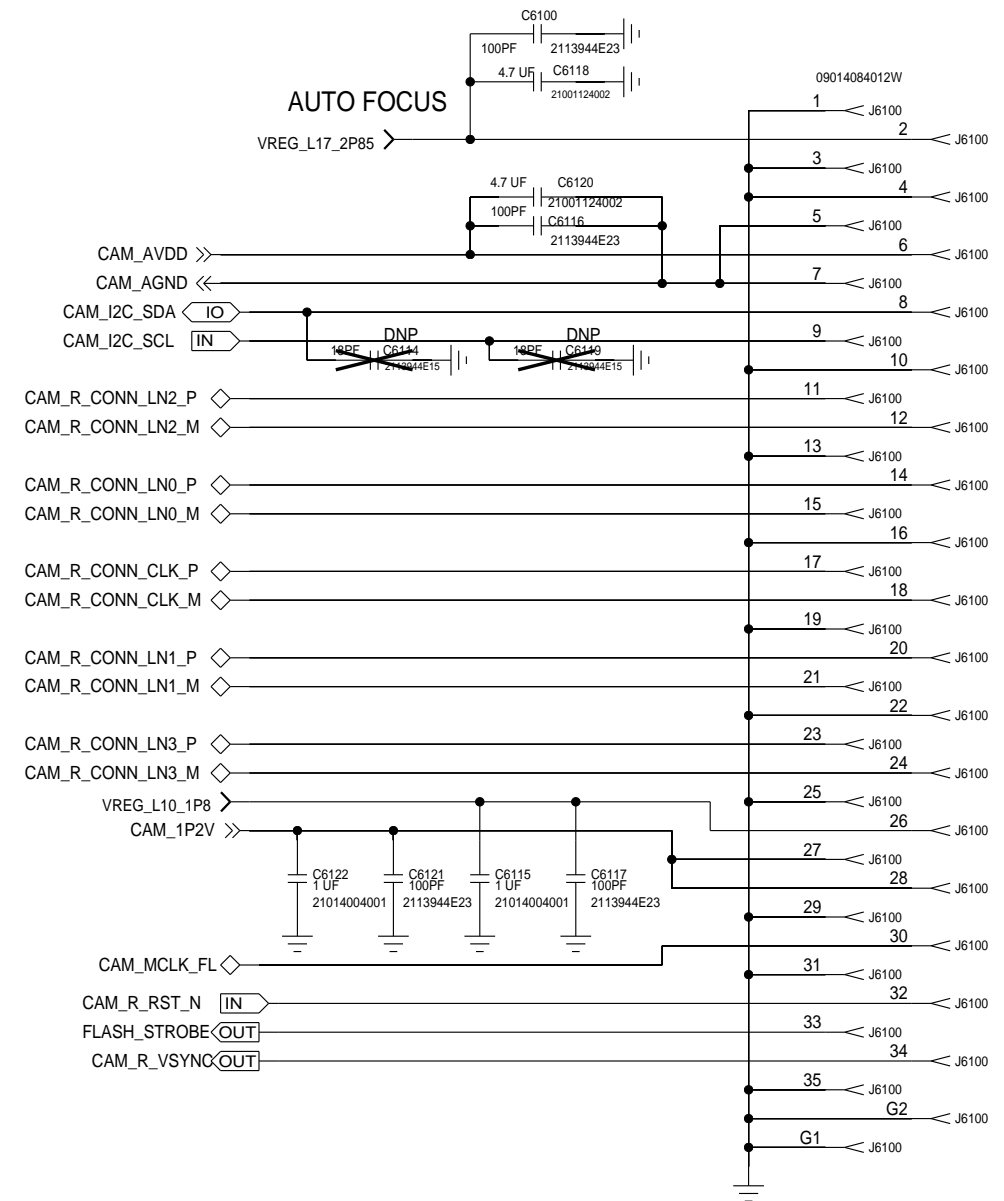 C6100
100PF
2113944E23
4.7 UF
C6118
21001124002
09014084012W
AUTO FOCUS
1
J6100
VREG_L17_2P85
2
J6100
3
J6100
4.7 UF
C6120
21001124002
4
J6100
100PF
C6116
2113944E23
5
J6100
CAM_AVDD
6
J6100
CAM_AGND
7
J6100
CAM_I2C_SDA
IO
8
J6100
CAM_I2C_SCL
IN
DNP
DNP
9
J6100
18PF
C6114
2113944E15
18PF
C6119
2113944E15
10
J6100
CAM_R_CONN_LN2_P
11
J6100
CAM_R_CONN_LN2_M
12
J6100
13
J6100
CAM_R_CONN_LN0_P
14
J6100
CAM_R_CONN_LN0_M
15
J6100
16
J6100
CAM_R_CONN_CLK_P
17
J6100
CAM_R_CONN_CLK_M
18
J6100
19
J6100
CAM_R_CONN_LN1_P
20
J6100
CAM_R_CONN_LN1_M
21
J6100
22
J6100
CAM_R_CONN_LN3_P
23
J6100
CAM_R_CONN_LN3_M
24
J6100
VREG_L10_1P8
25
J6100
CAM_1P2V
26
J6100
27
J6100
C6122
1 UF
21014004001
C6121
100PF
2113944E23
C6115
1 UF
21014004001
C6117
100PF
2113944E23
28
J6100
29
J6100
30
J6100
CAM_MCLK_FL
31
J6100
CAM_R_RST_N
IN
32
J6100
FLASH_STROBE
OUT
33
J6100
CAM_R_VSYNC
OUT
34
J6100
35
J6100
G2
J6100
G1
J6100